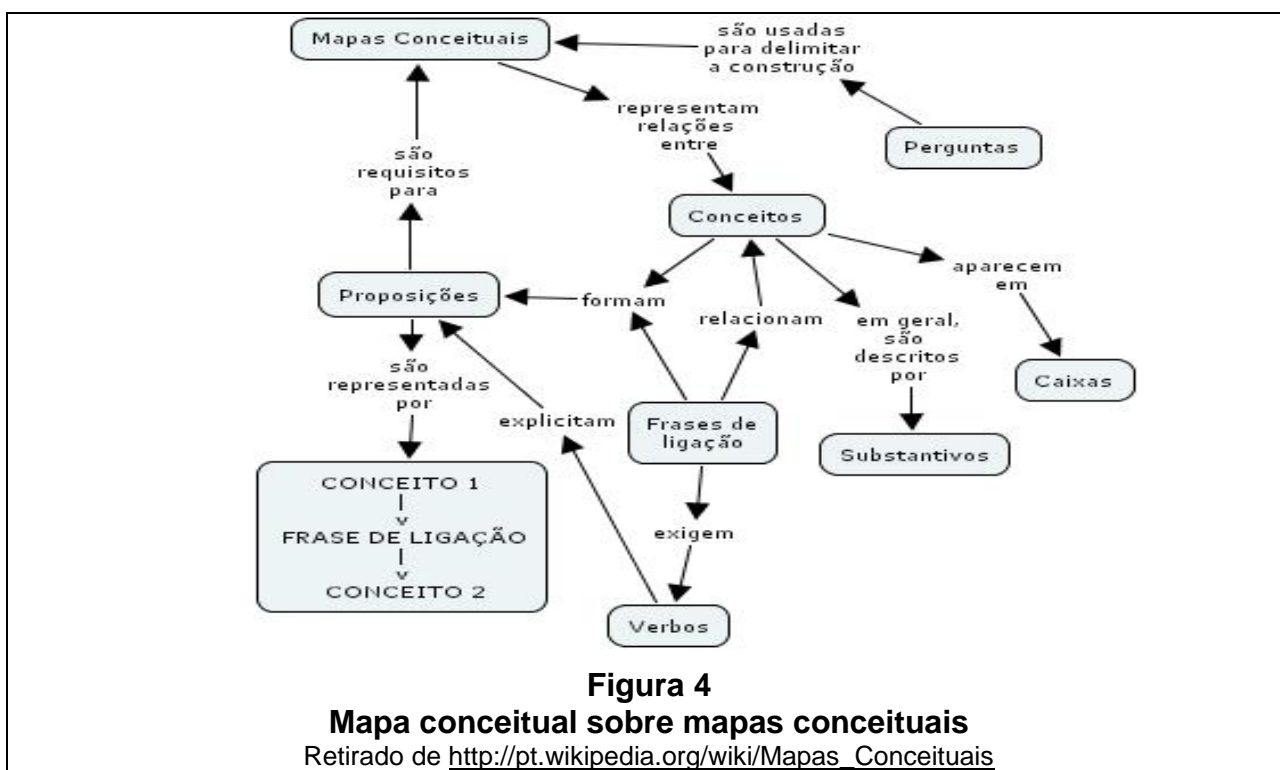 Mapas Conceituais
são usadas
para delimitar
a construção
representam
relações
entre
Perguntas
são
requisitos
para
Conceitos
aparecem
em
Proposições
formam
relacionam
em geral,
são
descritos
por
Caixas
são
representadas
por
explicitam
Frases de
ligação
Substantivos
CONCEITO 1
|
v
FRASE DE LIGAÇÃO
|
v
CONCEITO 2
exigem
Verbos
Figura 4
Mapa conceitual sobre mapas conceituais
Retirado de http://pt.wikipedia.org/wiki/Mapas_Conceituais